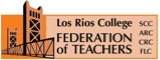 Los Rios College
FEDERATION
OF TEACHERS
SCC
ARC
CRC
FLC